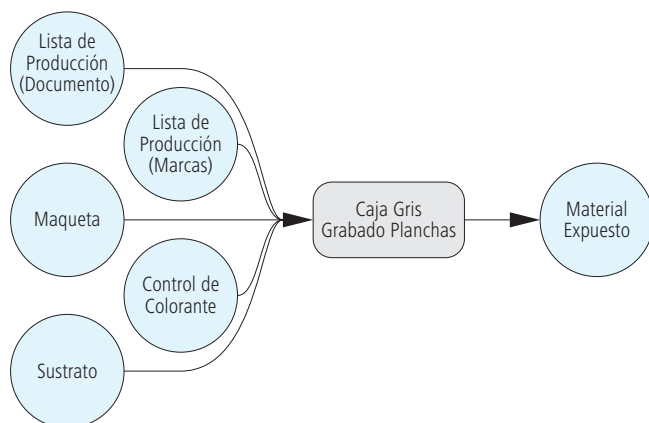 Lista de
Producción
(Documento)
Lista de
Producción
(Marcas)
Maqueta
Control de
Colorante
Sustrato
Caja Gris
Grabado Planchas
Material
Expuesto